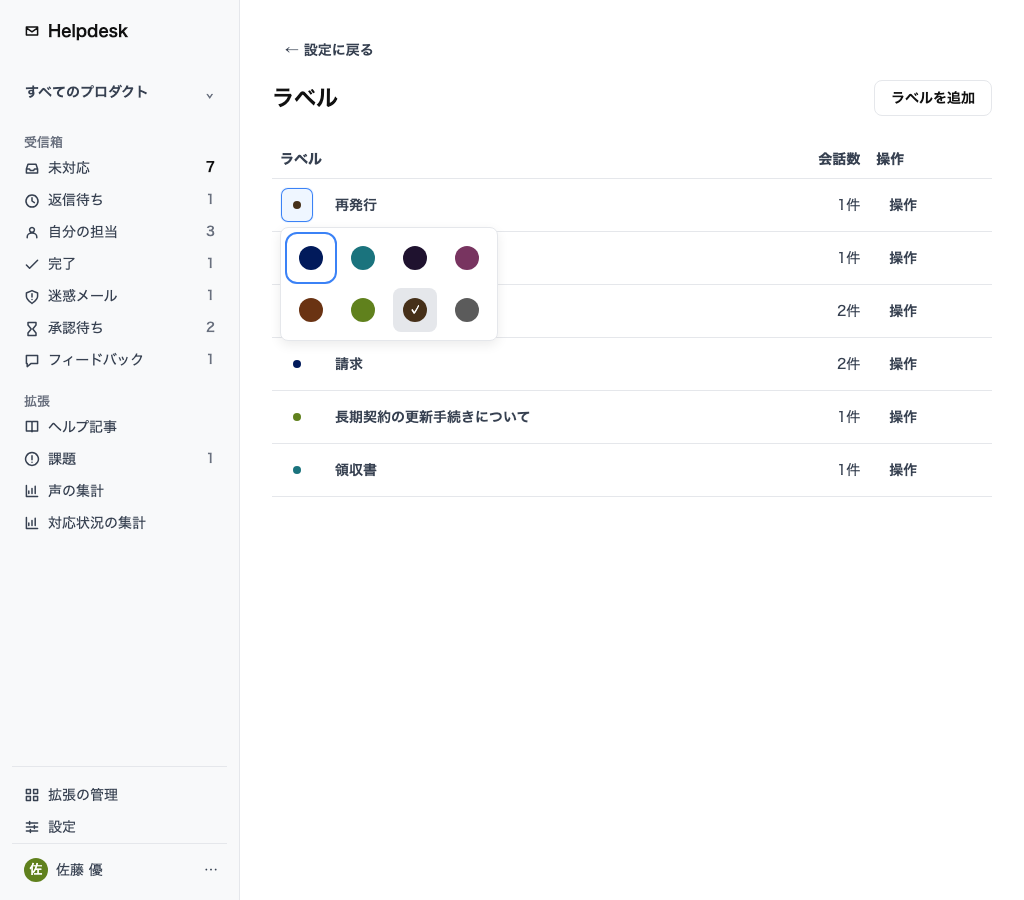 Helpdesk
すべてのプロダクト
受信箱
未対応 7
返信待ち 1
自分の担当 3
完了 1
迷惑メール 1
承認待ち 2
フィードバック 1
拡張
ヘルプ記事
課題 1
声の集計
対応状況の集計
拡張の管理
設定
佐 佐藤 優 …
← 設定に戻る
ラベル
ラベルを追加
ラベル 会話数 操作
再発行 1件 操作
1件 操作
2件 操作
請求 2件 操作
長期契約の更新手続きについて 1件 操作
領収書 1件 操作